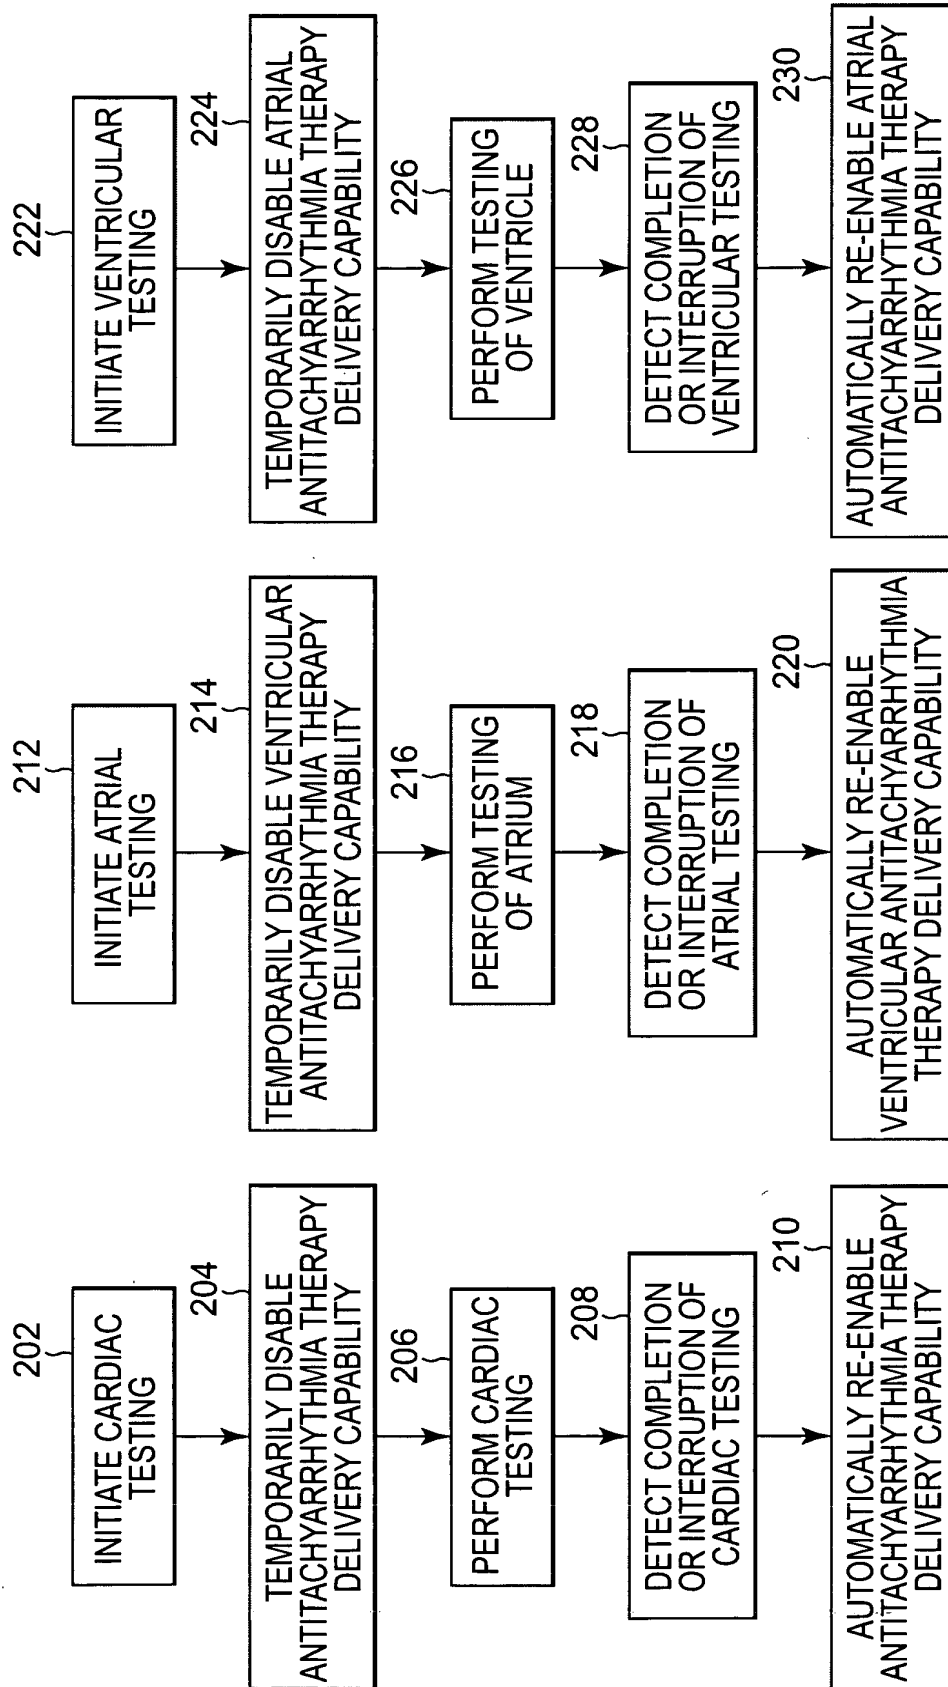 202
INITIATE CARDIAC
TESTING
204
TEMPORARILY DISABLE
ANTITACHYARRHYTHMIA THERAPY
DELIVERY CAPABILITY
206
PERFORM CARDIAC
TESTING
208
DETECT COMPLETION
OR INTERRUPTION OF
CARDIAC TESTING
210
AUTOMATICALLY RE-ENABLE
ANTITACHYARRHYTHMIA THERAPY
DELIVERY CAPABILITY
212
INITIATE ATRIAL
TESTING
214
TEMPORARILY DISABLE VENTRICULAR
ANTITACHYARRHYTHMIA THERAPY
DELIVERY CAPABILITY
216
PERFORM TESTING
OF ATRIUM
218
DETECT COMPLETION
OR INTERRUPTION OF
ATRIAL TESTING
220
AUTOMATICALLY RE-ENABLE
VENTRICULAR ANTITACHYARRHYTHMIA
THERAPY DELIVERY CAPABILITY
222
INITIATE VENTRICULAR
TESTING
224
TEMPORARILY DISABLE ATRIAL
ANTITACHYARRHYTHMIA THERAPY
DELIVERY CAPABILITY
226
PERFORM TESTING
OF VENTRICLE
228
DETECT COMPLETION
OR INTERRUPTION OF
VENTRICULAR TESTING
230
AUTOMATICALLY RE-ENABLE ATRIAL
ANTITACHYARRHYTHMIA THERAPY
DELIVERY CAPABILITY